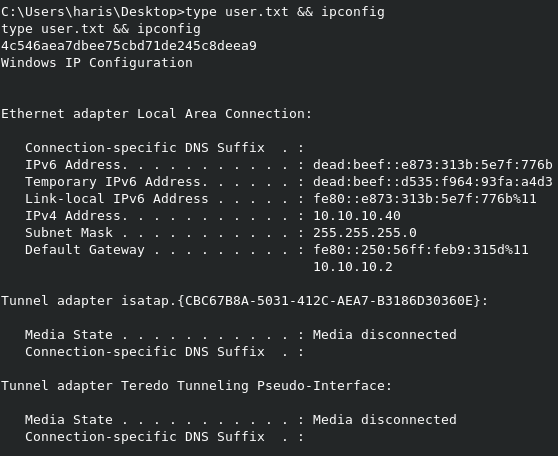 C:\Users\haris\Desktop>type user.txt && ipconfig
type user.txt && ipconfig
4c546aea7dbee75cbd71de245c8deea9
Windows IP Configuration
Ethernet adapter Local Area Connection:
   Connection-specific DNS Suffix  . :
   IPv6 Address. . . . . . . . . . . : dead:beef::e873:313b:5e7f:776b
   Temporary IPv6 Address. . . . . . : dead:beef::d535:f964:93fa:a4d3
   Link-local IPv6 Address . . . . . : fe80::e873:313b:5e7f:776b%11
   IPv4 Address. . . . . . . . . . . : 10.10.10.40
   Subnet Mask . . . . . . . . . . . : 255.255.255.0
   Default Gateway . . . . . . . . . : fe80::250:56ff:feb9:315d%11
                                       10.10.10.2
Tunnel adapter isatap.{CBC67B8A-5031-412C-AEA7-B3186D30360E}:
   Media State . . . . . . . . . . . : Media disconnected
   Connection-specific DNS Suffix  . :
Tunnel adapter Teredo Tunneling Pseudo-Interface:
   Media State . . . . . . . . . . . : Media disconnected
   Connection-specific DNS Suffix  . :